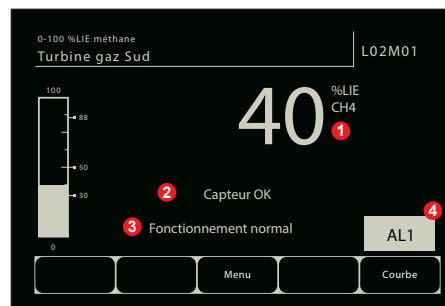 0-100 %LIE méthane
Turbine gaz Sud
L02M01
100
88
50
30
0
40
%LIE
CH4
1
2 Capteur OK
3 Fonctionnement normal
4
AL1
Menu
Courbe